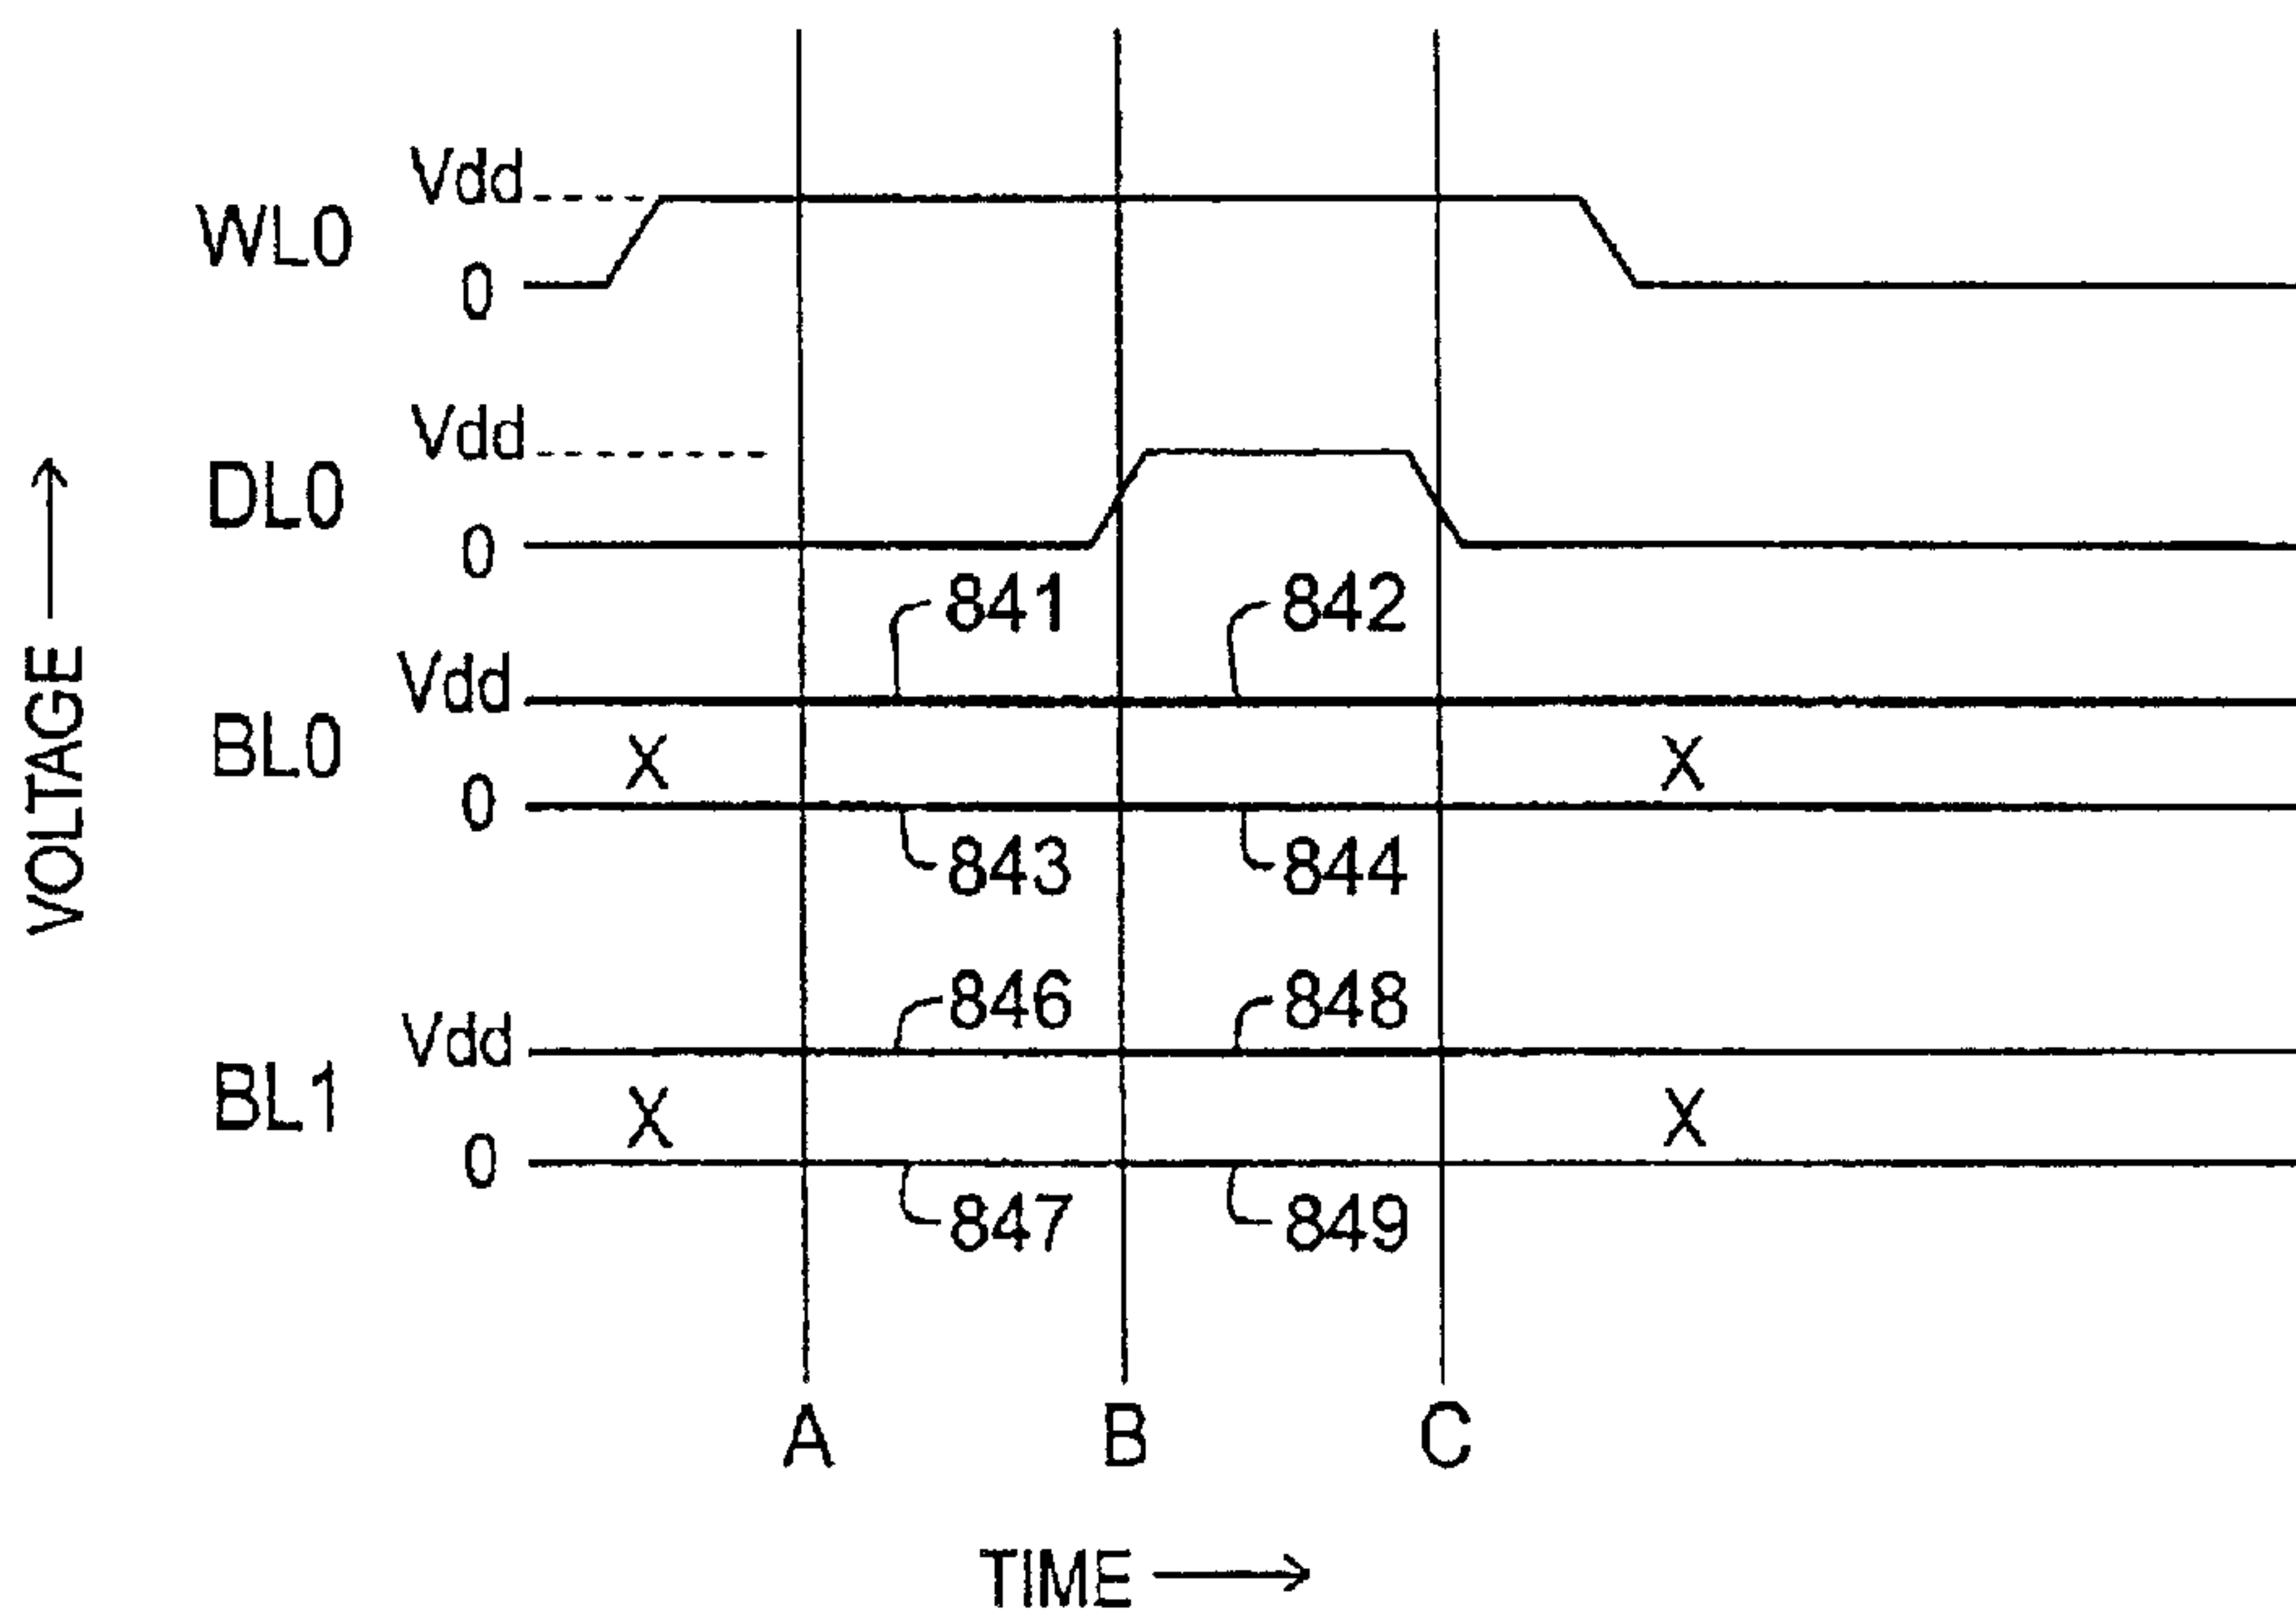 Vdd
WL0
0
Vdd
DL0
0
841
842
Vdd
BL0
X
X
0
843
844
846
848
Vdd
BL1
X
X
0
847
849
A
B
C
VOLTAGE
TIME